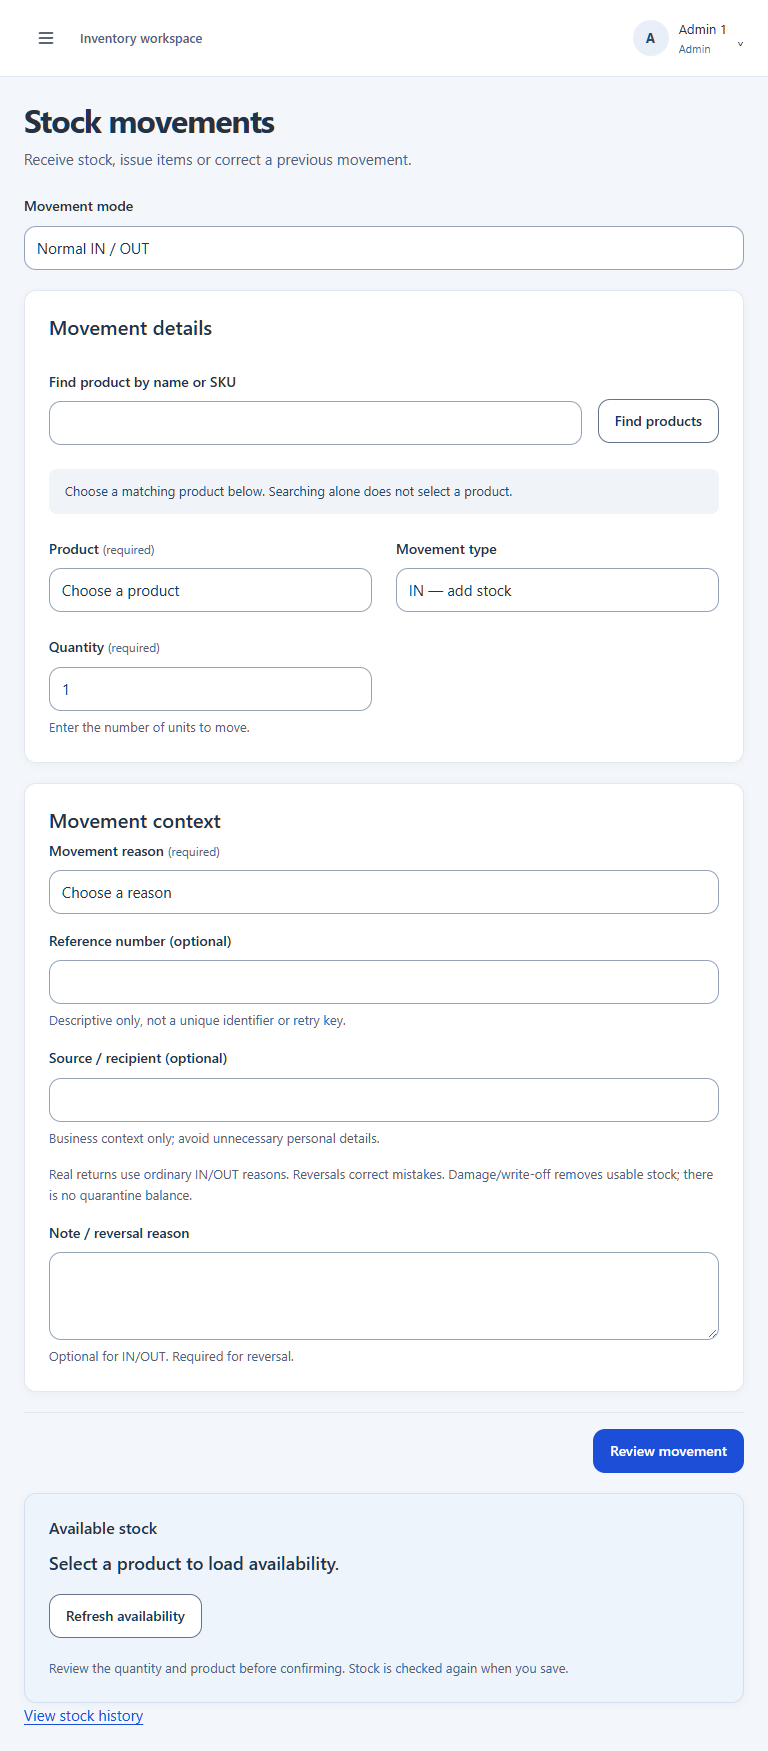 Inventory workspace
A
Admin 1
Admin
Stock movements
Receive stock, issue items or correct a previous movement.
Movement mode
Normal IN / OUT
Movement details
Find product by name or SKU
Find products
Choose a matching product below. Searching alone does not select a product.
Product (required)
Movement type
Choose a product
IN — add stock
Quantity (required)
1
Enter the number of units to move.
Movement context
Movement reason (required)
Choose a reason
Reference number (optional)
Descriptive only, not a unique identifier or retry key.
Source / recipient (optional)
Business context only; avoid unnecessary personal details.
Real returns use ordinary IN/OUT reasons. Reversals correct mistakes. Damage/write-off removes usable stock; there
is no quarantine balance.
Note / reversal reason
Optional for IN/OUT. Required for reversal.
Review movement
Available stock
Select a product to load availability.
Refresh availability
Review the quantity and product before confirming. Stock is checked again when you save.
View stock history